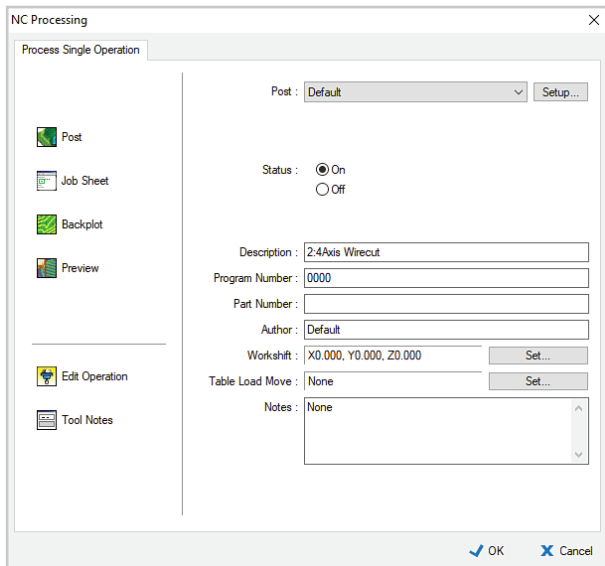 NC Processing
Process Single Operation
Post : Default Setup...
Post
Status : On
Off
Job Sheet
Backplot
Description : 2:4Axis Wirecut
Preview
Program Number : 0000
Part Number :
Author : Default
Workshift : X0.000, Y0.000, Z0.000 Set...
Edit Operation
Table Load Move : None Set...
Notes : None
Tool Notes
OK Cancel